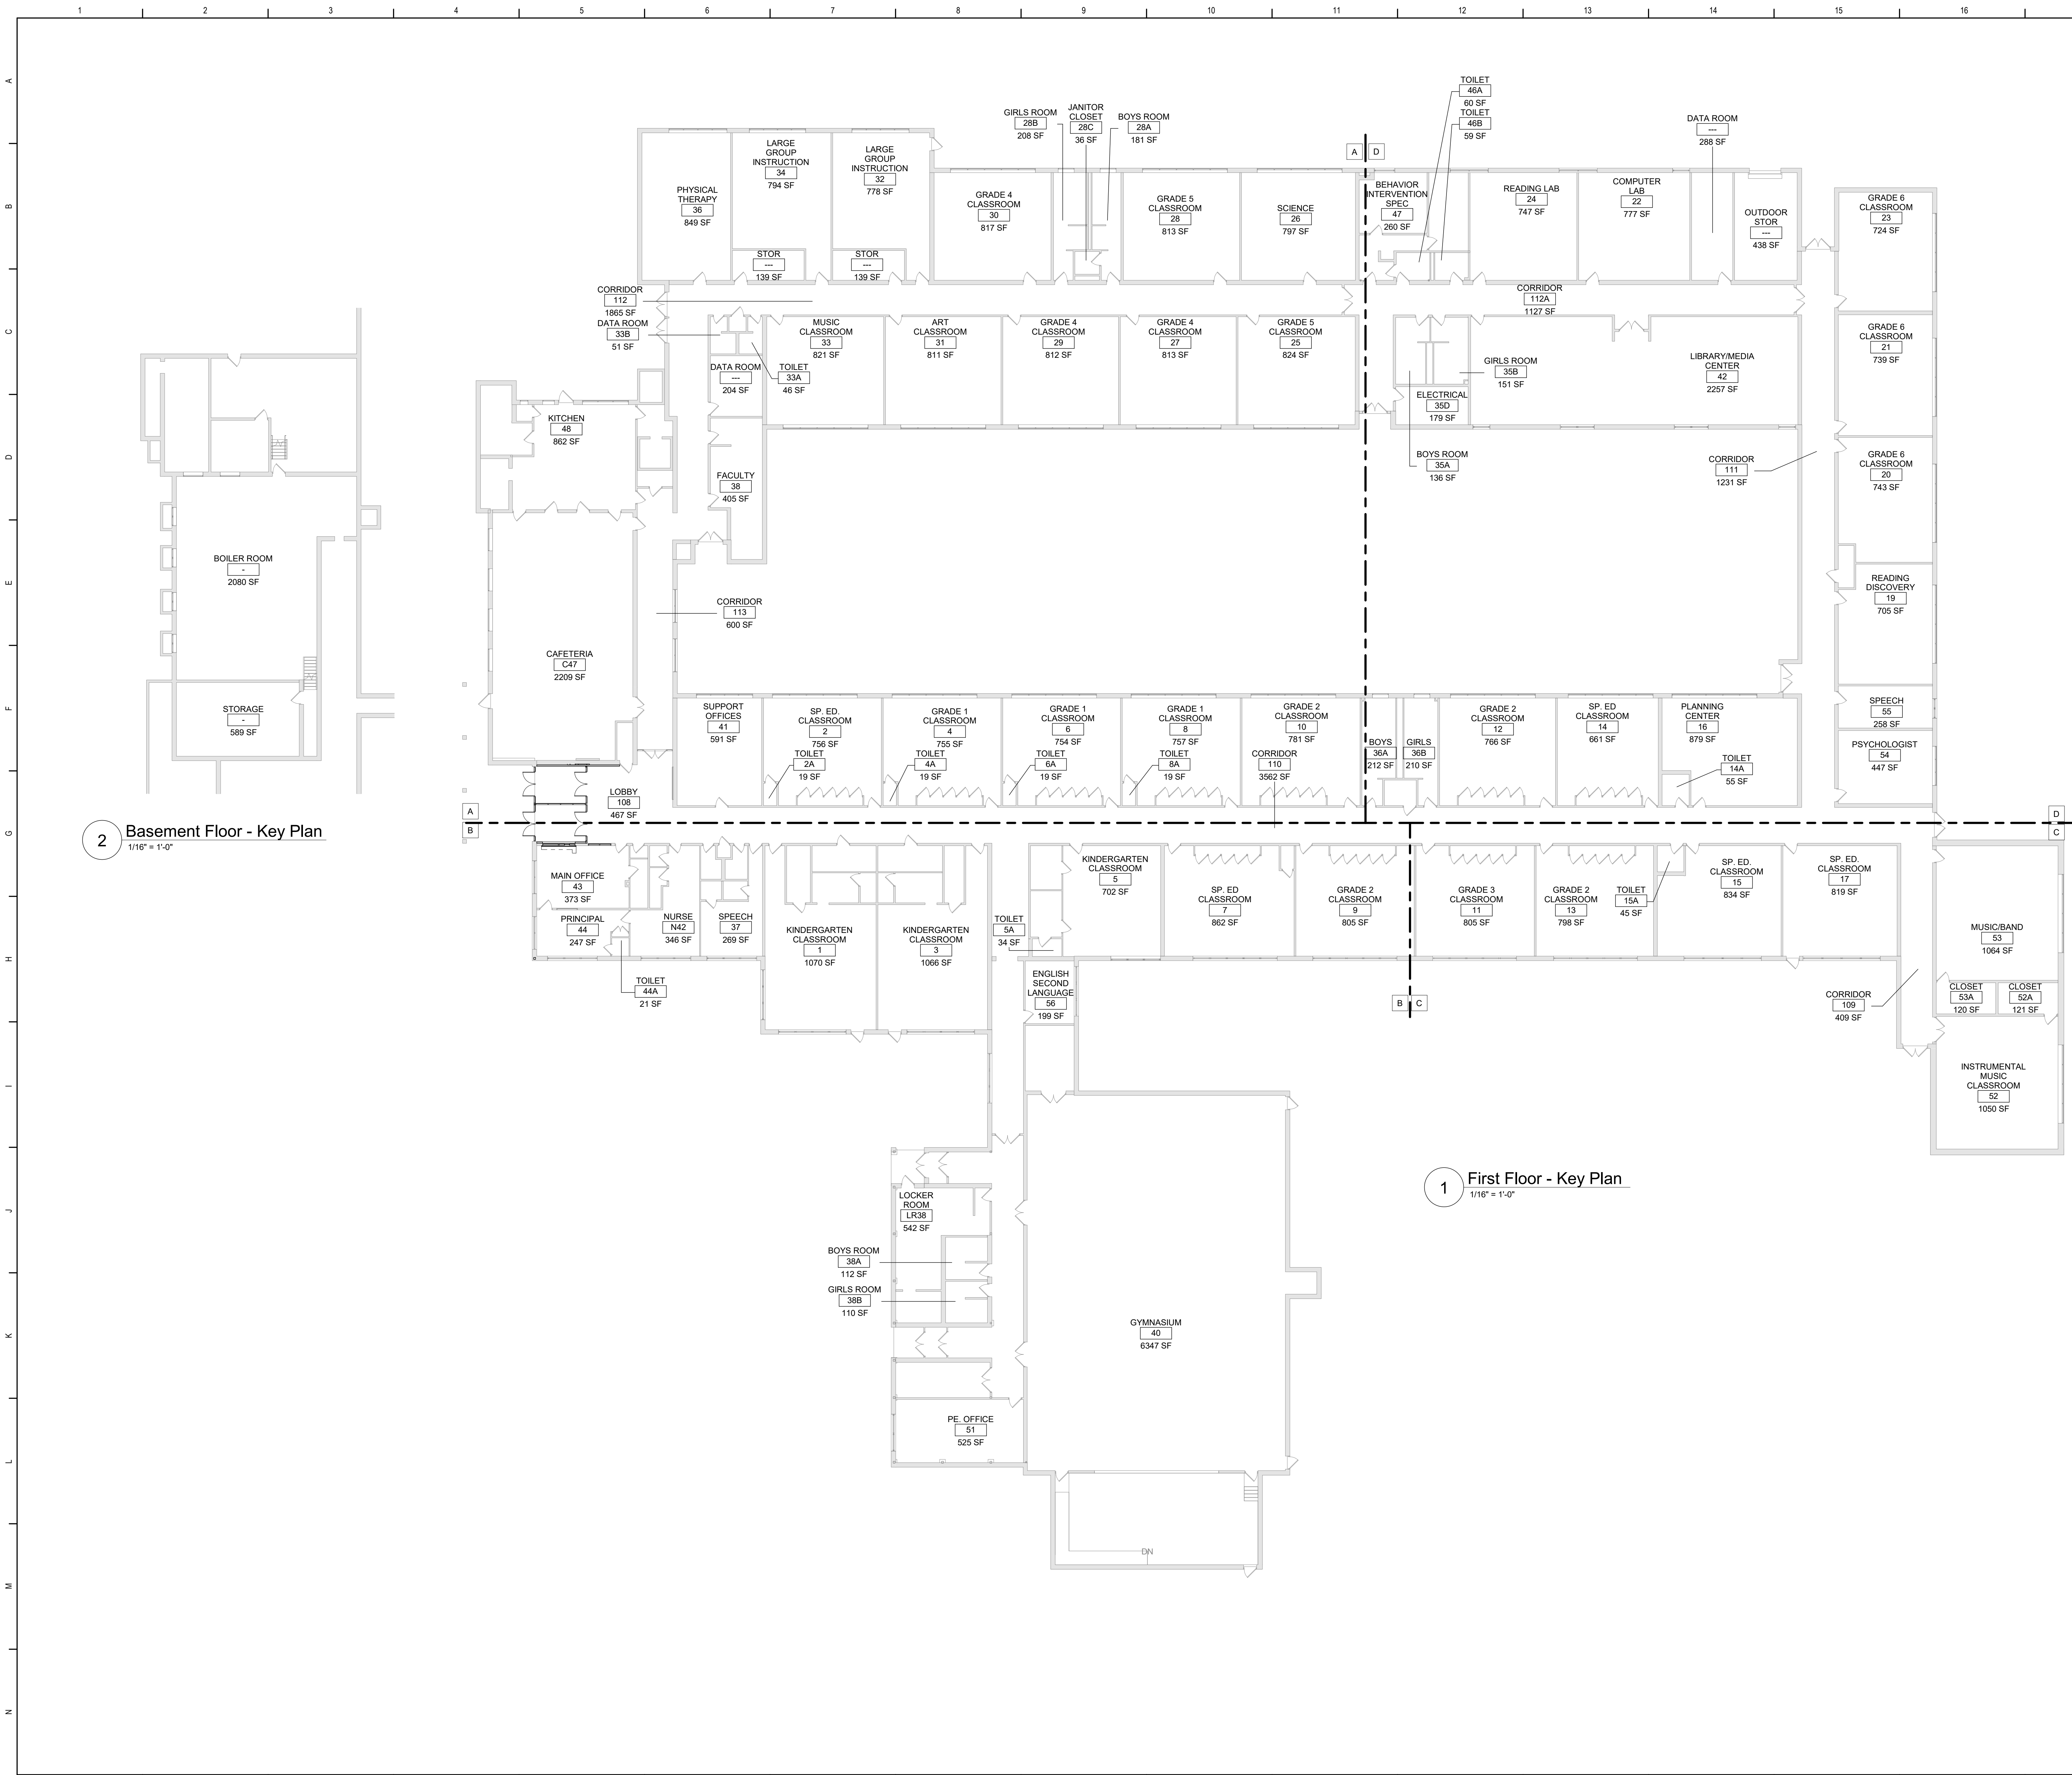 1
2
3
4
5
6
7
8
9
10
11
12
13
14
15
16
A
B
C
D
E
F
G
H
I
J
K
L
M
N
TOILET
46A
60 SF
TOILET
46B
59 SF
GIRLS ROOM
28B
208 SF
JANITOR
CLOSET
28C
36 SF
BOYS ROOM
28A
181 SF
DATA ROOM
---
288 SF
A
D
PHYSICAL
THERAPY
36
849 SF
LARGE
GROUP
INSTRUCTION
34
794 SF
LARGE
GROUP
INSTRUCTION
32
778 SF
STOR
---
139 SF
STOR
---
139 SF
GRADE 4
CLASSROOM
30
817 SF
GRADE 5
CLASSROOM
28
813 SF
SCIENCE
26
797 SF
BEHAVIOR
INTERVENTION
SPEC
47
260 SF
READING LAB
24
747 SF
COMPUTER
LAB
22
777 SF
OUTDOOR
STOR
---
438 SF
GRADE 6
CLASSROOM
23
724 SF
CORRIDOR
112
1865 SF
CORRIDOR
112A
1127 SF
DATA ROOM
33B
51 SF
DATA ROOM
---
204 SF
TOILET
33A
46 SF
MUSIC
CLASSROOM
33
821 SF
ART
CLASSROOM
31
811 SF
GRADE 4
CLASSROOM
29
812 SF
GRADE 4
CLASSROOM
27
813 SF
GRADE 5
CLASSROOM
25
824 SF
GIRLS ROOM
35B
151 SF
ELECTRICAL
35D
179 SF
BOYS ROOM
35A
136 SF
LIBRARY/MEDIA
CENTER
42
2257 SF
GRADE 6
CLASSROOM
21
739 SF
KITCHEN
48
862 SF
FACULTY
38
405 SF
CORRIDOR
111
1231 SF
GRADE 6
CLASSROOM
20
743 SF
BOILER ROOM
-
2080 SF
STORAGE
-
589 SF
CORRIDOR
113
600 SF
CAFETERIA
C47
2209 SF
READING
DISCOVERY
19
705 SF
SPEECH
55
258 SF
PSYCHOLOGIST
54
447 SF
SUPPORT
OFFICES
41
591 SF
SP. ED.
CLASSROOM
2
756 SF
TOILET
2A
19 SF
GRADE 1
CLASSROOM
4
755 SF
TOILET
4A
19 SF
GRADE 1
CLASSROOM
6
754 SF
TOILET
6A
19 SF
GRADE 1
CLASSROOM
8
757 SF
TOILET
8A
19 SF
GRADE 2
CLASSROOM
10
781 SF
CORRIDOR
110
3562 SF
BOYS
36A
212 SF
GIRLS
36B
210 SF
GRADE 2
CLASSROOM
12
766 SF
SP. ED
CLASSROOM
14
661 SF
PLANNING
CENTER
16
879 SF
TOILET
14A
55 SF
LOBBY
108
467 SF
A
B
D
C
2
Basement Floor - Key Plan
1/16" = 1'-0"
MAIN OFFICE
43
373 SF
PRINCIPAL
44
247 SF
TOILET
44A
21 SF
NURSE
N42
346 SF
SPEECH
37
269 SF
KINDERGARTEN
CLASSROOM
1
1070 SF
KINDERGARTEN
CLASSROOM
3
1066 SF
TOILET
5A
34 SF
KINDERGARTEN
CLASSROOM
5
702 SF
SP. ED
CLASSROOM
7
862 SF
GRADE 2
CLASSROOM
9
805 SF
GRADE 3
CLASSROOM
11
805 SF
GRADE 2
CLASSROOM
13
798 SF
TOILET
15A
45 SF
SP. ED.
CLASSROOM
15
834 SF
SP. ED.
CLASSROOM
17
819 SF
MUSIC/BAND
53
1064 SF
CLOSET
53A
120 SF
CLOSET
52A
121 SF
ENGLISH
SECOND
LANGUAGE
56
199 SF
B
C
CORRIDOR
109
409 SF
INSTRUMENTAL
MUSIC
CLASSROOM
52
1050 SF
1
First Floor - Key Plan
1/16" = 1'-0"
LOCKER
ROOM
LR38
542 SF
BOYS ROOM
38A
112 SF
GIRLS ROOM
38B
110 SF
GYMNASIUM
40
6347 SF
PE. OFFICE
51
525 SF
DN